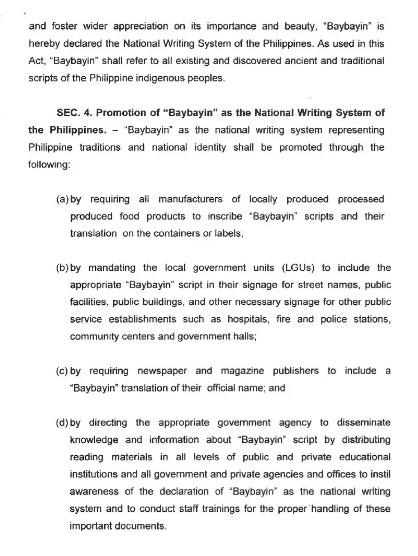 and foster wider appreciation on its importance and beauty, "Baybayin" is
hereby declared the National Writing System of the Philippines. As used in this
Act, "Baybayin" shall refer to all existing and discovered ancient and traditional
scripts of the Philippine indigenous peoples.
SEC. 4. Promotion of "Baybayin" as the National Writing System of
the Philippines. – "Baybayin" as the national writing system representing
Philippine traditions and national identity shall be promoted through the
following:
(a) by requiring all manufacturers of locally produced processed
produced food products to inscribe "Baybayin" scripts and their
translation on the containers or labels;
(b) by mandating the local government units (LGUs) to include the
appropriate "Baybayin" script in their signage for street names, public
facilities, public buildings, and other necessary signage for other public
service establishments such as hospitals, fire and police stations,
community centers and government halls;
(c) by requiring newspaper and magazine publishers to include a
"Baybayin" translation of their official name; and
(d) by directing the appropriate government agency to disseminate
knowledge and information about "Baybayin" script by distributing
reading materials in all levels of public and private educational
institutions and all government and private agencies and offices to instil
awareness of the declaration of "Baybayin" as the national writing
system and to conduct staff trainings for the proper handling of these
important documents.